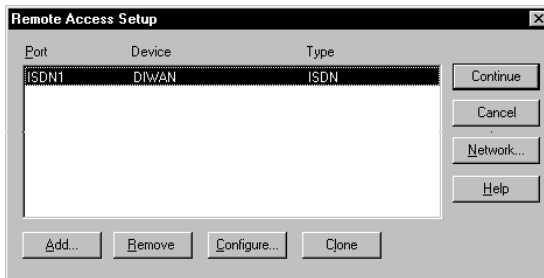 Remote Access Setup
Port Device Type
ISDN1 DIWAN ISDN
Continue
Cancel
Network...
Help
Add... Remove Configure... Clone